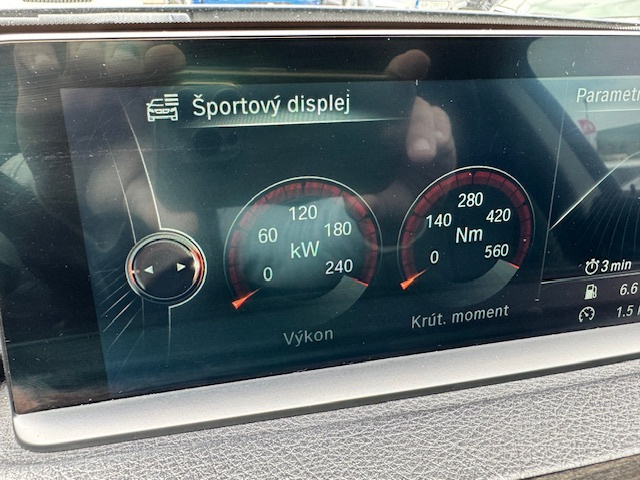 Športový displej
Parametr
0
60
120
180
240
kW
Výkon
0
140
280
420
560
Nm
Krút. moment
3 min
6.6
1.5